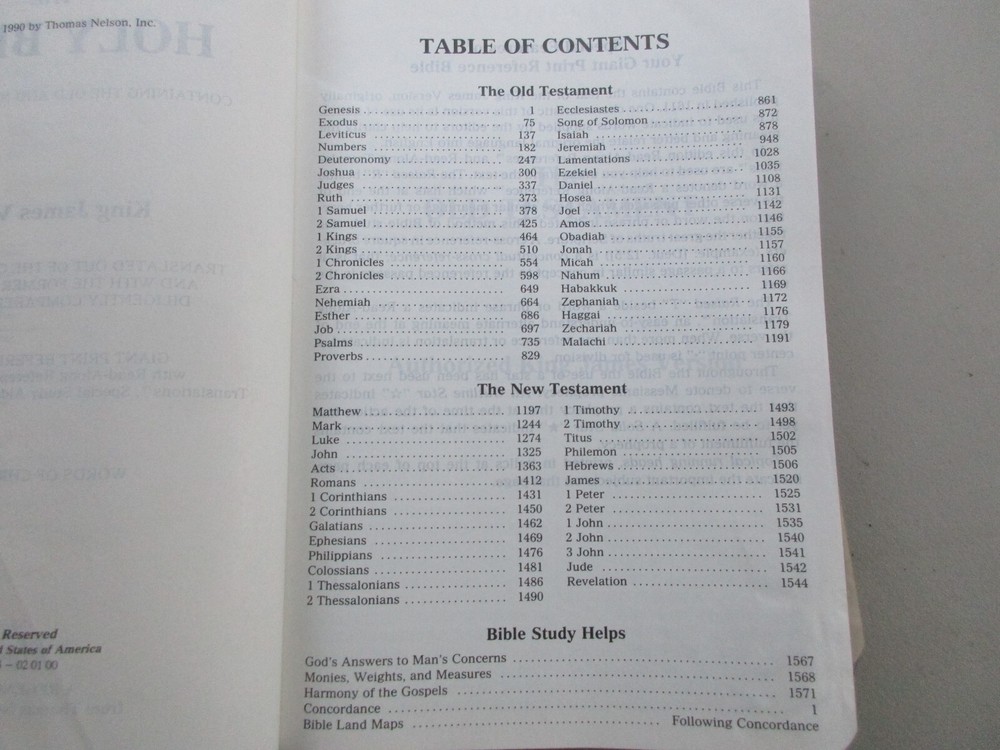 1990 by Thomas Nelson, Inc.
Reserved
States of America
– 02 01 00
TABLE OF CONTENTS
The Old Testament
Genesis 1
Exodus 75
Leviticus 137
Numbers 182
Deuteronomy 247
Joshua 300
Judges 337
Ruth 373
1 Samuel 378
2 Samuel 425
1 Kings 464
2 Kings 510
1 Chronicles 554
2 Chronicles 598
Ezra 649
Nehemiah 664
Esther 686
Job 697
Psalms 735
Proverbs 829
Ecclesiastes 861
Song of Solomon 872
Isaiah 878
Jeremiah 948
Lamentations 1028
Ezekiel 1035
Daniel 1108
Hosea 1131
Joel 1142
Amos 1146
Obadiah 1155
Jonah 1157
Micah 1160
Nahum 1166
Habakkuk 1169
Zephaniah 1172
Haggai 1176
Zechariah 1179
Malachi 1191
The New Testament
Matthew 1197
Mark 1244
Luke 1274
John 1325
Acts 1363
Romans 1412
1 Corinthians 1431
2 Corinthians 1450
Galatians 1462
Ephesians 1469
Philippians 1476
Colossians 1481
1 Thessalonians 1486
2 Thessalonians 1490
1 Timothy 1493
2 Timothy 1498
Titus 1502
Philemon 1505
Hebrews 1506
James 1520
1 Peter 1525
2 Peter 1531
1 John 1535
2 John 1540
3 John 1541
Jude 1542
Revelation 1544
Bible Study Helps
God's Answers to Man's Concerns 1567
Monies, Weights, and Measures 1568
Harmony of the Gospels 1571
Concordance 1
Bible Land Maps Following Concordance